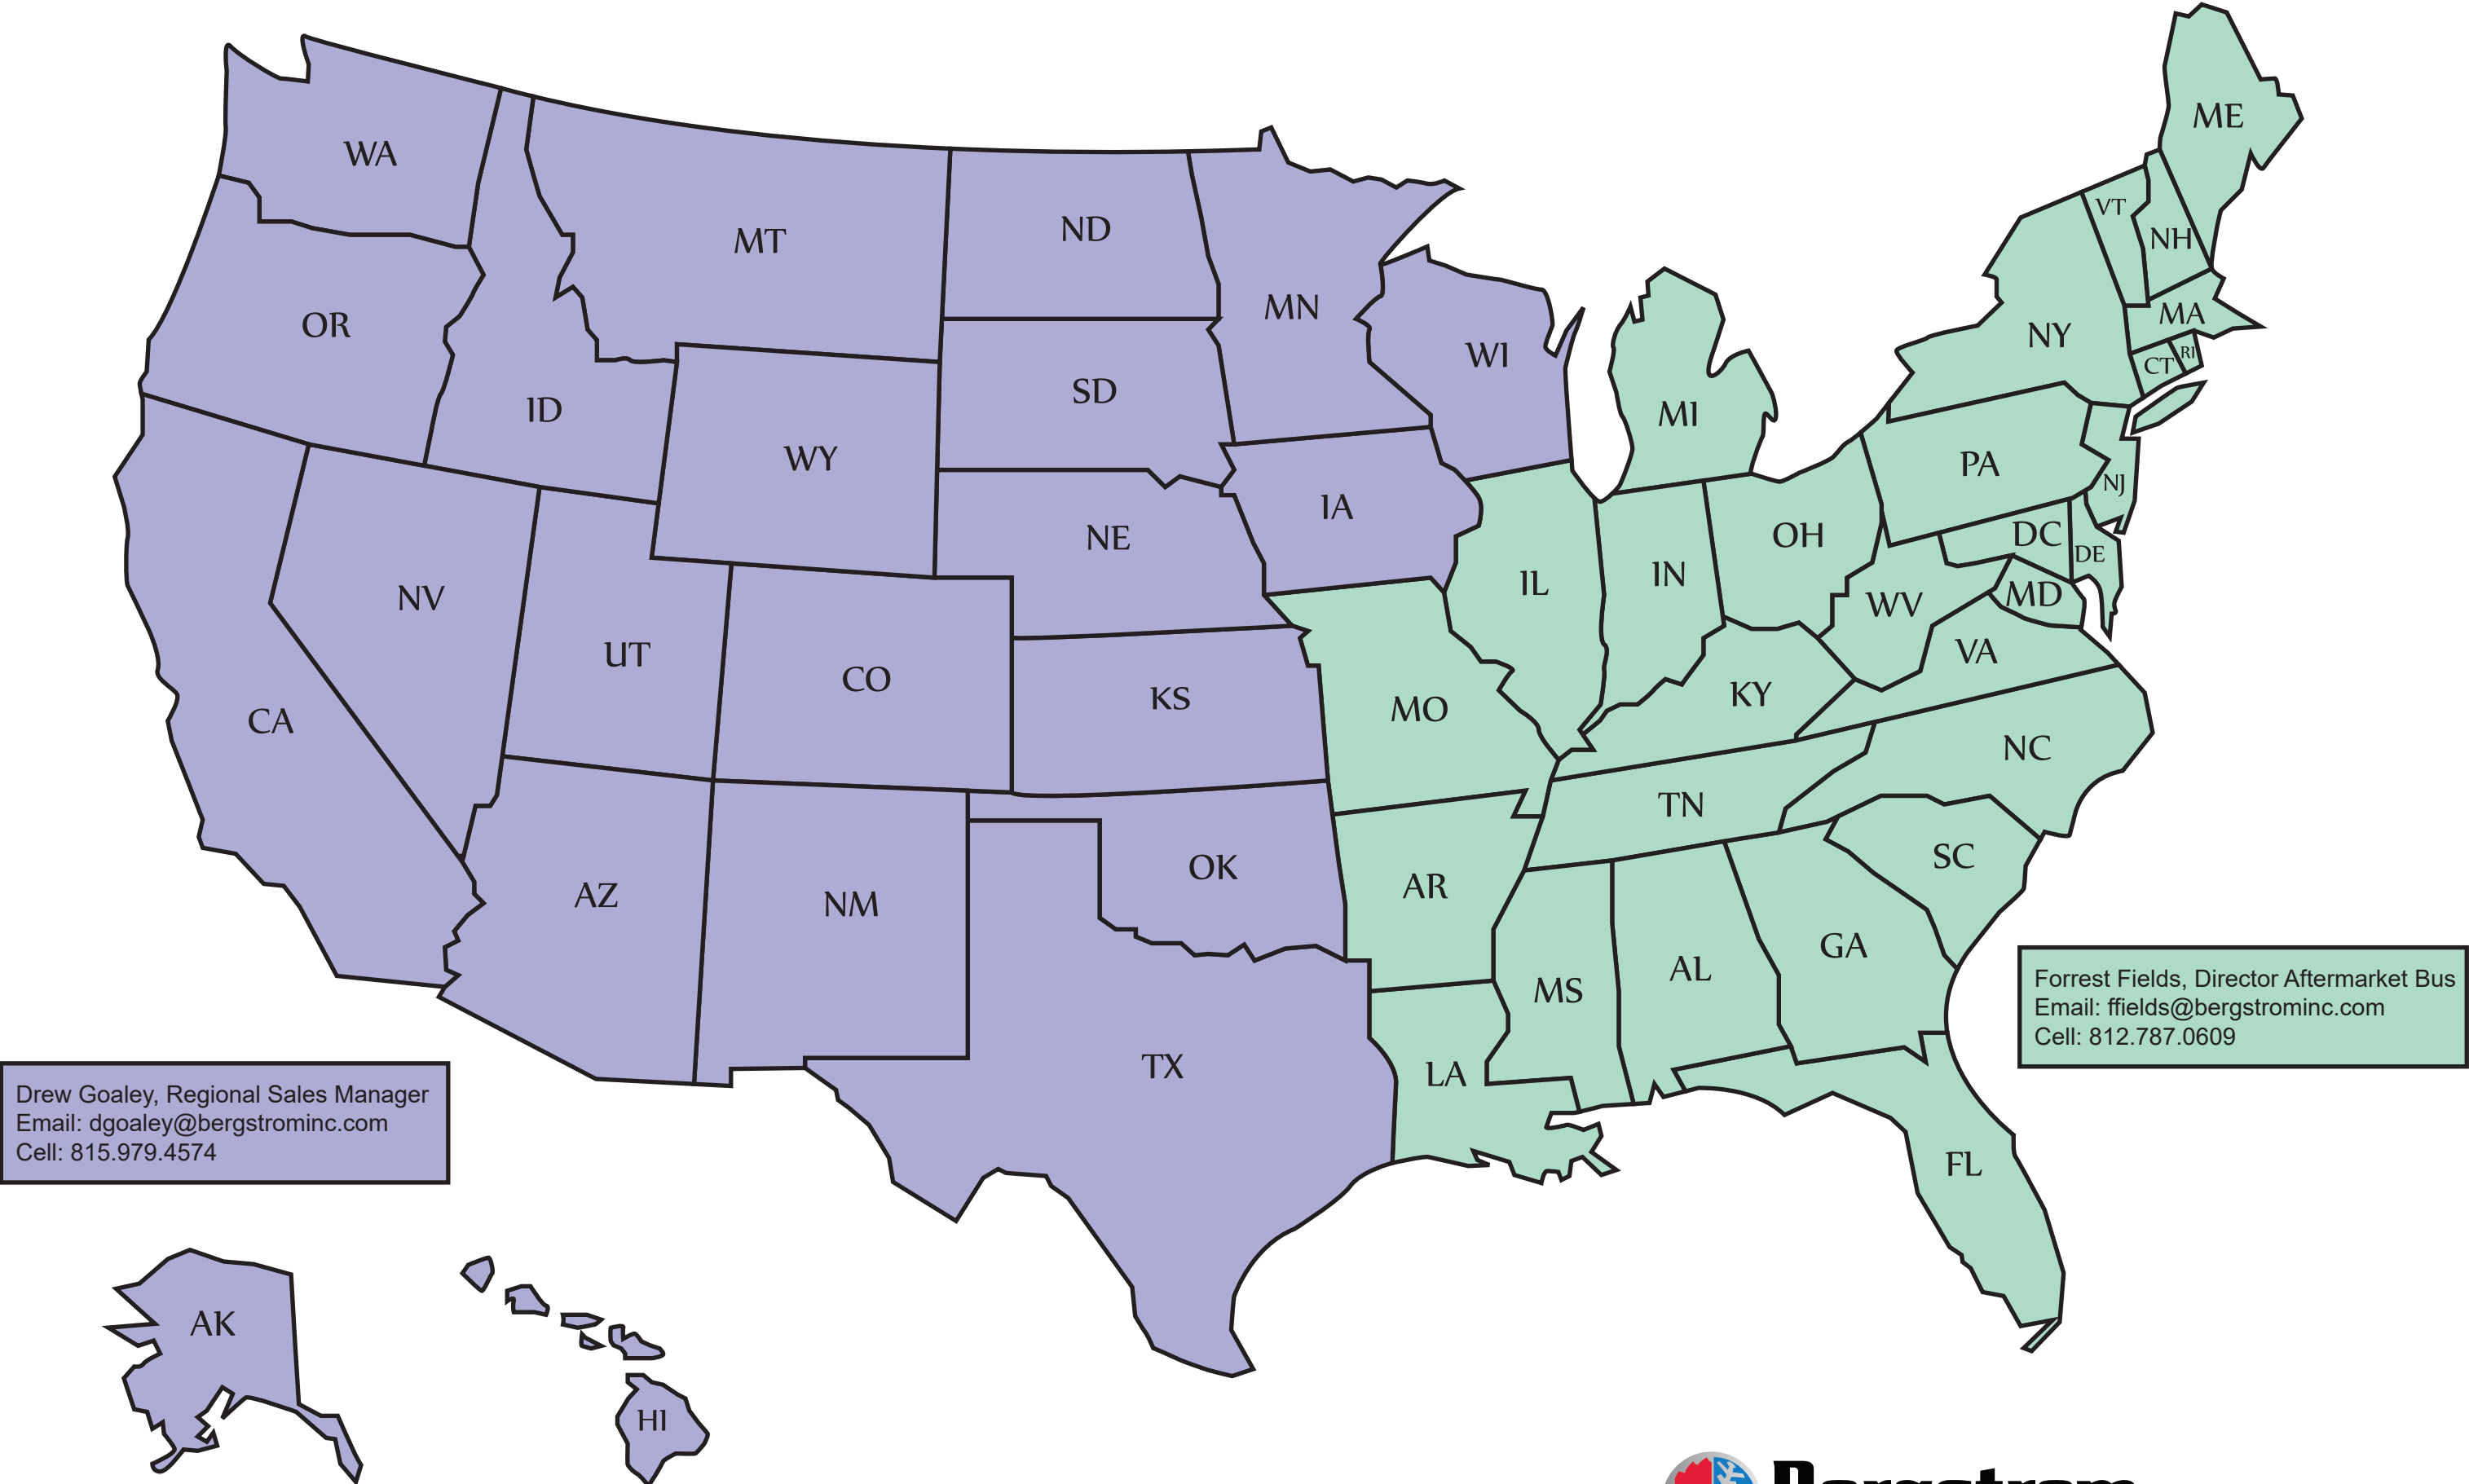 ME
WA
VT
ND
NH
MT
MN
MA
OR
NY
WI
RI
CT
SD
ID
MI
WY
PA
NJ
IA
OH
DC
NE
DE
IN
IL
NV
MD
WV
UT
VA
CO
KY
KS
MO
CA
NC
TN
SC
OK
AR
AZ
NM
GA
AL
MS
Forrest Fields, Director Aftermarket Bus
Email: ffields@bergstrominc.com
Cell: 812.787.0609
TX
LA
Drew Goaley, Regional Sales Manager
Email: dgoaley@bergstrominc.com
Cell: 815.979.4574
FL
AK
HI
Bergstrom